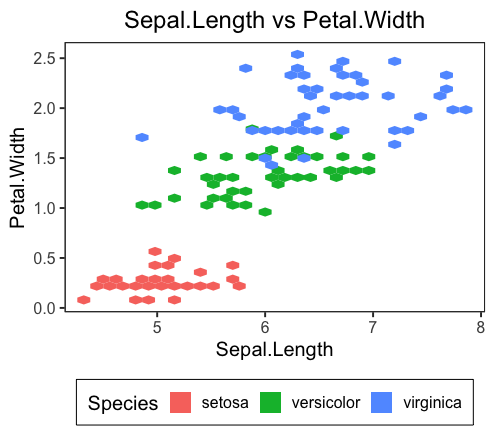 Sepal.Length vs Petal.Width
Petal.Width
2.5
2.0
1.5
1.0
0.5
0.0
5 6 7 8
Sepal.Length
Species setosa versicolor virginica